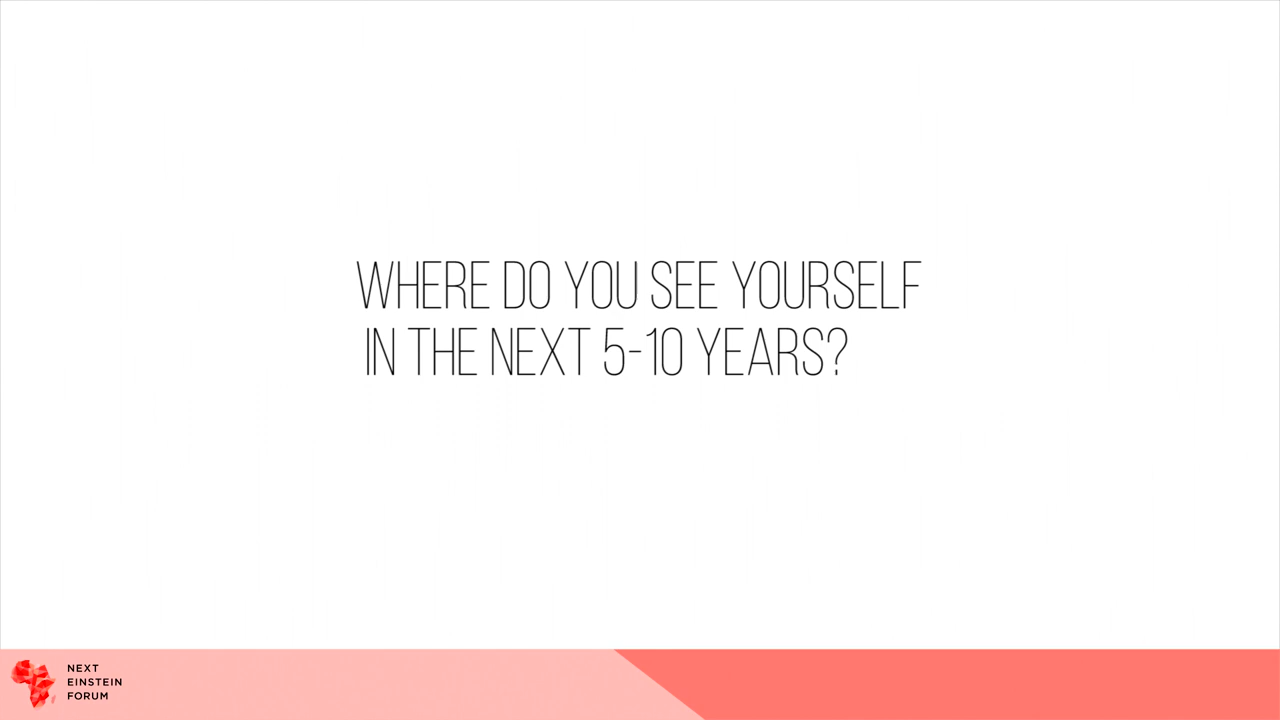 WHERE DO YOU SEE YOURSELF
IN THE NEXT 5-10 YEARS?
NEXT
EINSTEIN
FORUM